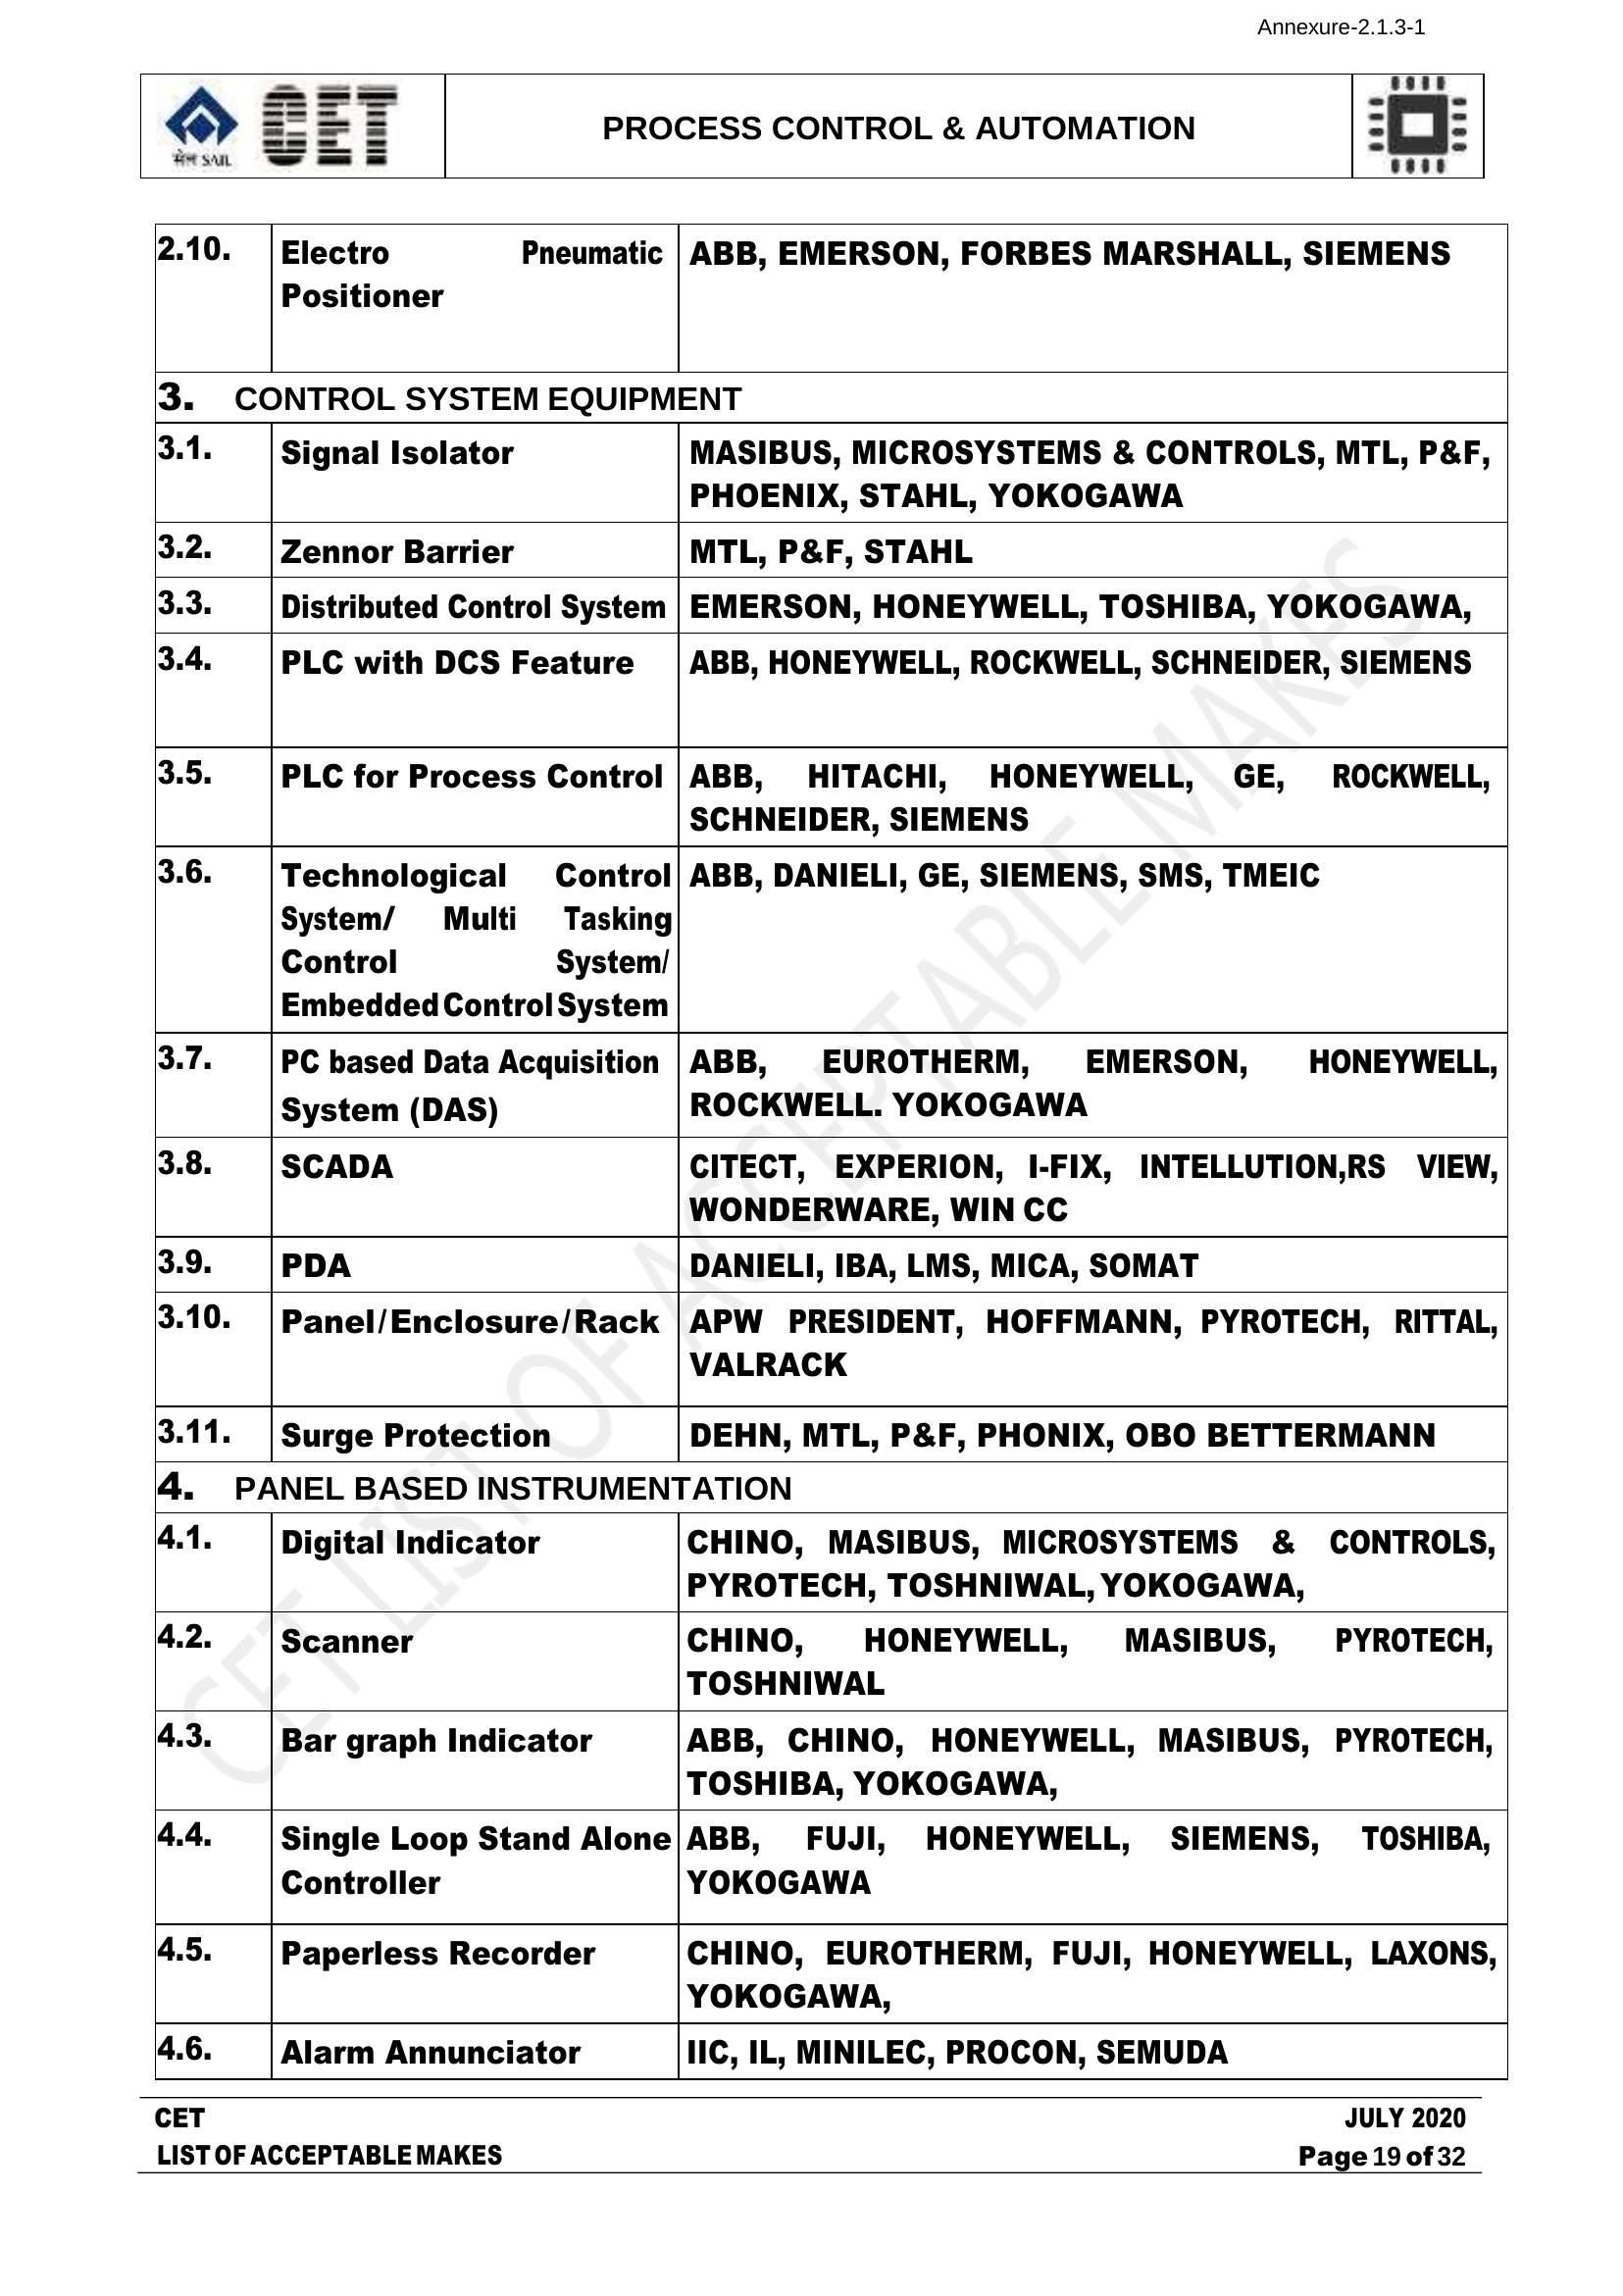 Annexure-2.1.3-1
सेल SAIL
CET
PROCESS CONTROL & AUTOMATION
2.10.
Electro Pneumatic
Positioner
ABB, EMERSON, FORBES MARSHALL, SIEMENS
3. CONTROL SYSTEM EQUIPMENT
3.1.
Signal Isolator
MASIBUS, MICROSYSTEMS & CONTROLS, MTL, P&F,
PHOENIX, STAHL, YOKOGAWA
3.2.
Zennor Barrier
MTL, P&F, STAHL
3.3.
Distributed Control System
EMERSON, HONEYWELL, TOSHIBA, YOKOGAWA,
3.4.
PLC with DCS Feature
ABB, HONEYWELL, ROCKWELL, SCHNEIDER, SIEMENS
3.5.
PLC for Process Control
ABB, HITACHI, HONEYWELL, GE, ROCKWELL,
SCHNEIDER, SIEMENS
3.6.
Technological Control
System/ Multi Tasking
Control System/
Embedded Control System
ABB, DANIELI, GE, SIEMENS, SMS, TMEIC
3.7.
PC based Data Acquisition
System (DAS)
ABB, EUROTHERM, EMERSON, HONEYWELL,
ROCKWELL. YOKOGAWA
3.8.
SCADA
CITECT, EXPERION, I-FIX, INTELLUTION,RS VIEW,
WONDERWARE, WIN CC
3.9.
PDA
DANIELI, IBA, LMS, MICA, SOMAT
3.10.
Panel/Enclosure/Rack
APW PRESIDENT, HOFFMANN, PYROTECH, RITTAL,
VALRACK
3.11.
Surge Protection
DEHN, MTL, P&F, PHONIX, OBO BETTERMANN
4. PANEL BASED INSTRUMENTATION
4.1.
Digital Indicator
CHINO, MASIBUS, MICROSYSTEMS & CONTROLS,
PYROTECH, TOSHNIWAL, YOKOGAWA,
4.2.
Scanner
CHINO, HONEYWELL, MASIBUS, PYROTECH,
TOSHNIWAL
4.3.
Bar graph Indicator
ABB, CHINO, HONEYWELL, MASIBUS, PYROTECH,
TOSHIBA, YOKOGAWA,
4.4.
Single Loop Stand Alone
Controller
ABB, FUJI, HONEYWELL, SIEMENS, TOSHIBA,
YOKOGAWA
4.5.
Paperless Recorder
CHINO, EUROTHERM, FUJI, HONEYWELL, LAXONS,
YOKOGAWA,
4.6.
Alarm Annunciator
IIC, IL, MINILEC, PROCON, SEMUDA
CET LIST OF ACCEPTABLE MAKES
CET JULY 2020
LIST OF ACCEPTABLE MAKES Page 19 of 32